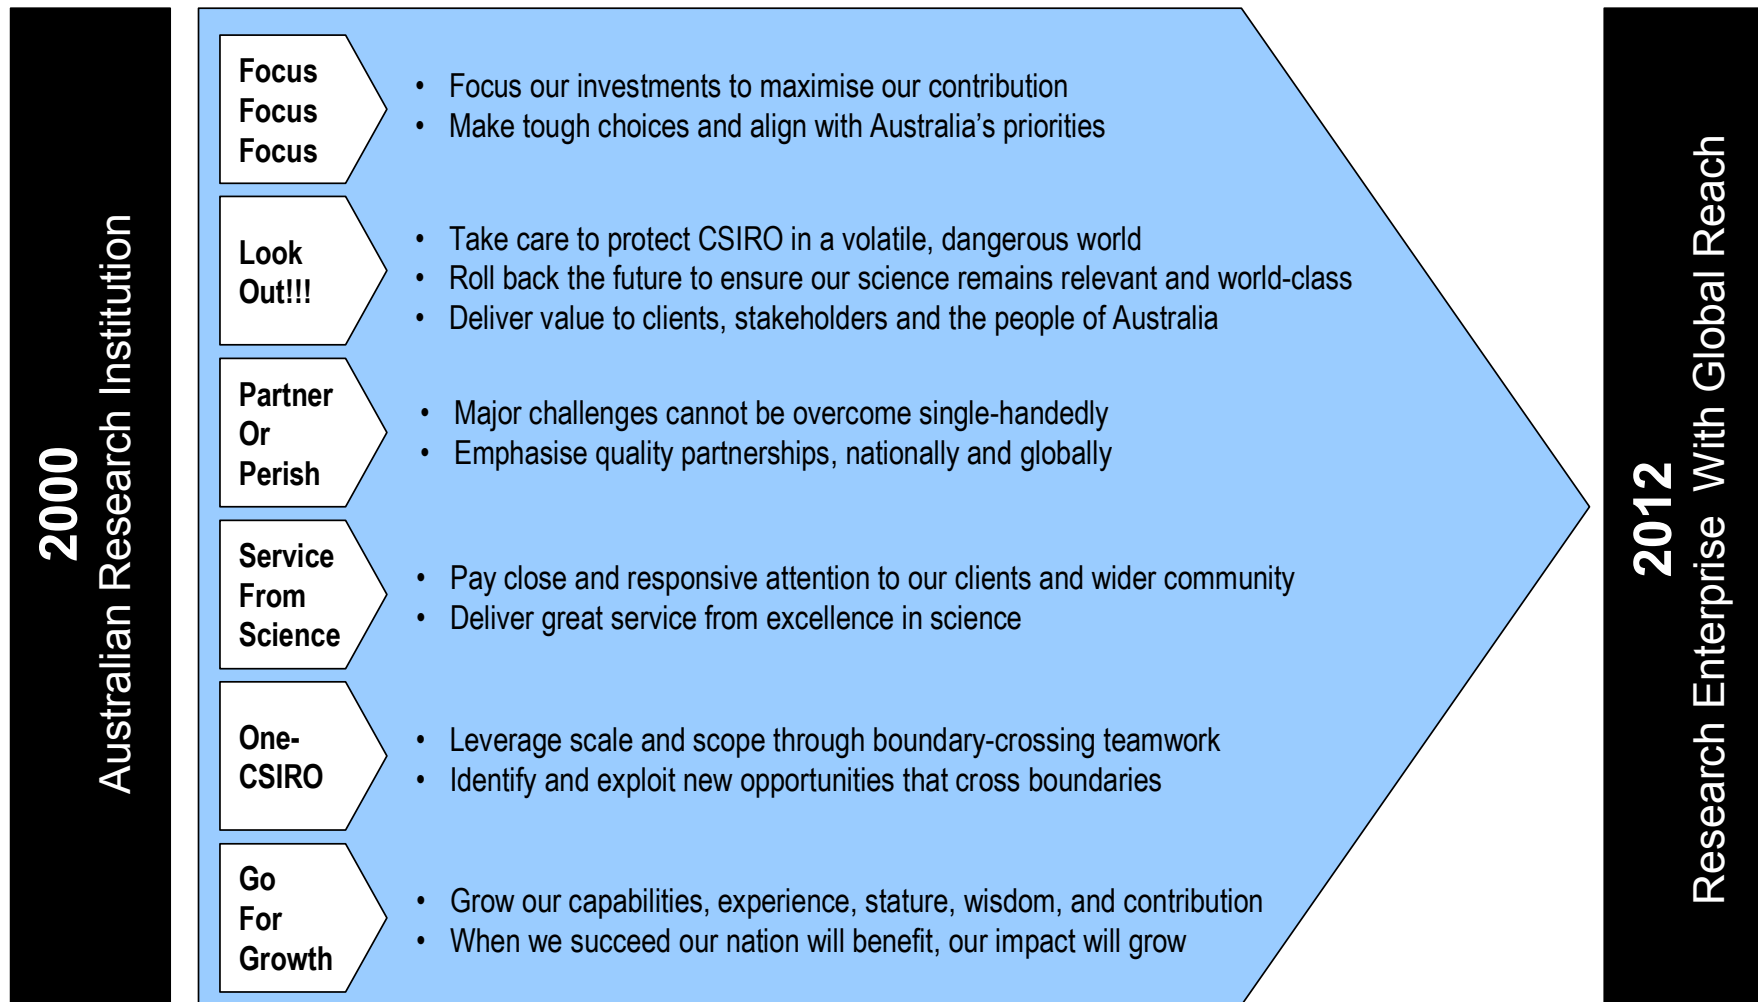 2000
Australian Research Institution
Focus
Focus
Focus
• Focus our investments to maximise our contribution
• Make tough choices and align with Australia’s priorities
Look
Out!!!
• Take care to protect CSIRO in a volatile, dangerous world
• Roll back the future to ensure our science remains relevant and world-class
• Deliver value to clients, stakeholders and the people of Australia
Partner
Or
Perish
• Major challenges cannot be overcome single-handedly
• Emphasise quality partnerships, nationally and globally
Service
From
Science
• Pay close and responsive attention to our clients and wider community
• Deliver great service from excellence in science
One-
CSIRO
• Leverage scale and scope through boundary-crossing teamwork
• Identify and exploit new opportunities that cross boundaries
Go
For
Growth
• Grow our capabilities, experience, stature, wisdom, and contribution
• When we succeed our nation will benefit, our impact will grow
2012
Research Enterprise With Global Reach